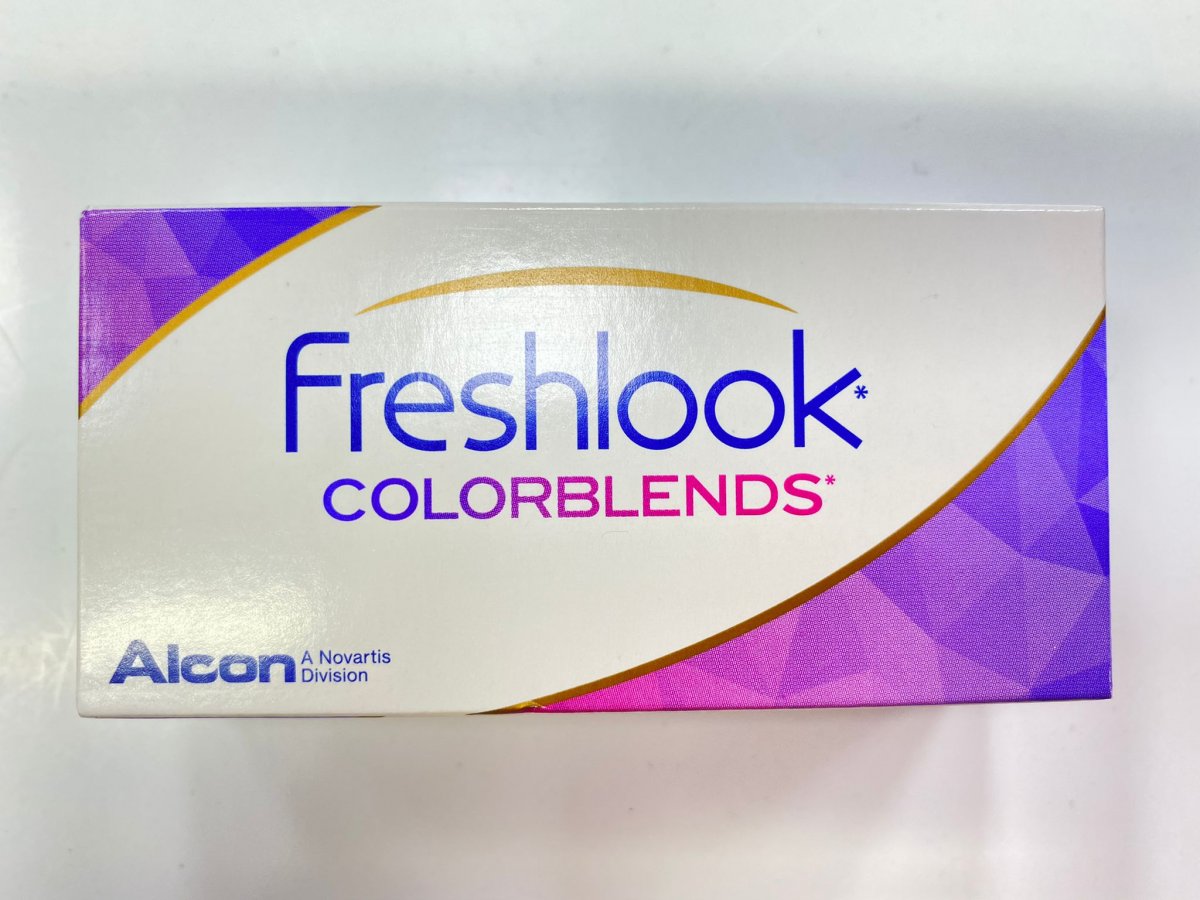 freshlook*
COLORBLENDS*
Alcon A Novartis
Division